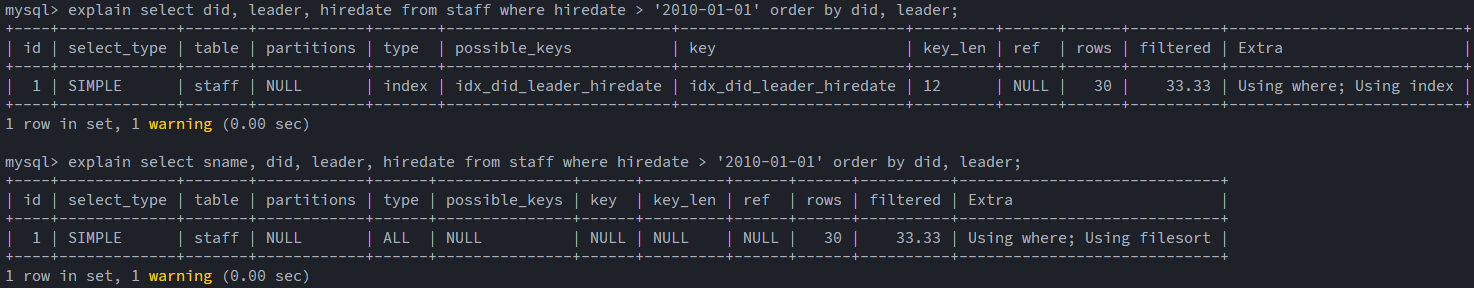 mysql> explain select did, leader, hiredate from staff where hiredate > '2010-01-01' order by did, leader;
+----+-------------+-------+------------+-------+-------------------------+-------------------------+---------+------+------+----------+--------------------------+
| id | select_type | table | partitions | type  | possible_keys           | key                     | key_len | ref  | rows | filtered | Extra                    |
+----+-------------+-------+------------+-------+-------------------------+-------------------------+---------+------+------+----------+--------------------------+
|  1 | SIMPLE      | staff | NULL       | index | idx_did_leader_hiredate | idx_did_leader_hiredate | 12      | NULL |   30 |    33.33 | Using where; Using index |
+----+-------------+-------+------------+-------+-------------------------+-------------------------+---------+------+------+----------+--------------------------+
1 row in set, 1 warning (0.00 sec)
mysql> explain select sname, did, leader, hiredate from staff where hiredate > '2010-01-01' order by did, leader;
+----+-------------+-------+------------+------+---------------+------+---------+------+------+----------+-----------------------------+
| id | select_type | table | partitions | type | possible_keys | key  | key_len | ref  | rows | filtered | Extra                       |
+----+-------------+-------+------------+------+---------------+------+---------+------+------+----------+-----------------------------+
|  1 | SIMPLE      | staff | NULL       | ALL  | NULL          | NULL | NULL    | NULL |   30 |    33.33 | Using where; Using filesort |
+----+-------------+-------+------------+------+---------------+------+---------+------+------+----------+-----------------------------+
1 row in set, 1 warning (0.00 sec)